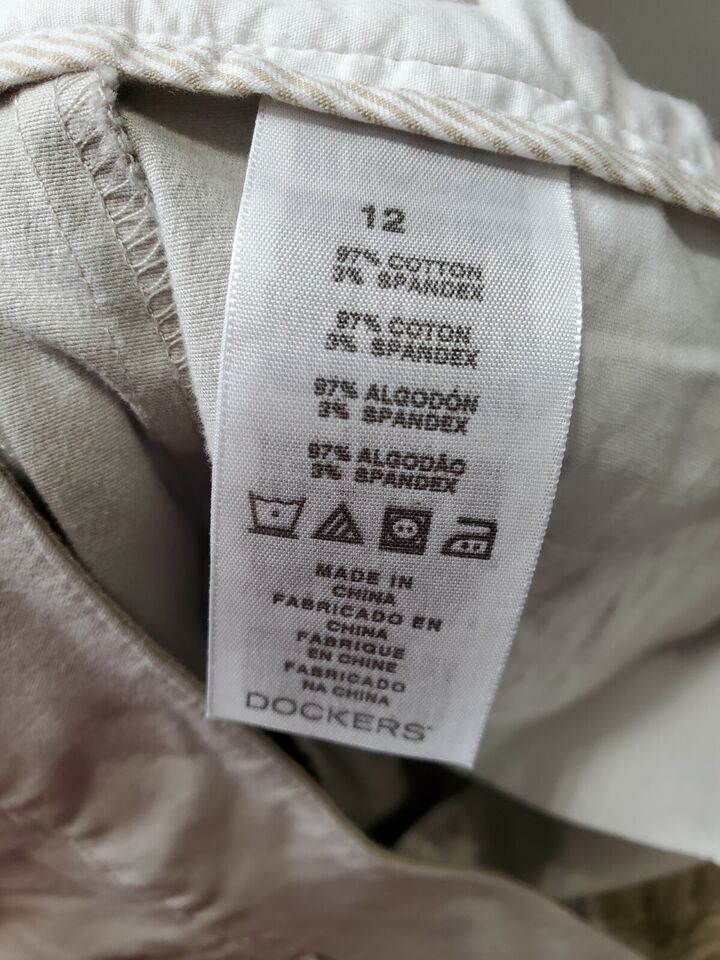 12
97% COTTON
3% SPANDEX
97% COTON
3% SPANDEX
97% ALGODÓN
3% SPANDEX
97% ALGODÃO
3% SPANDEX
MADE IN
CHINA
FABRICADO EN
CHINA
FABRIQUE
EN CHINE
FABRICADO
NA CHINA
DOCKERS